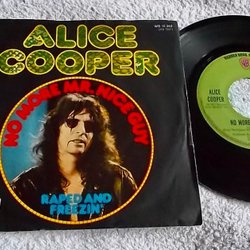 ALICE
COOPER
NO MORE MR. NICE GUY
RAPED AND
FREEZIN'
ALICE
COOPER
NO MORE